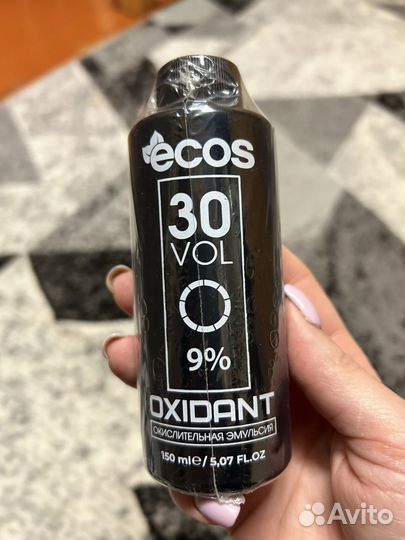 ecos
30
VOL
9%
OXIDANT
ОКИСЛИТЕЛЬНАЯ ЭМУЛЬСИЯ
150 ml℮/5,07 FL.OZ
Avito